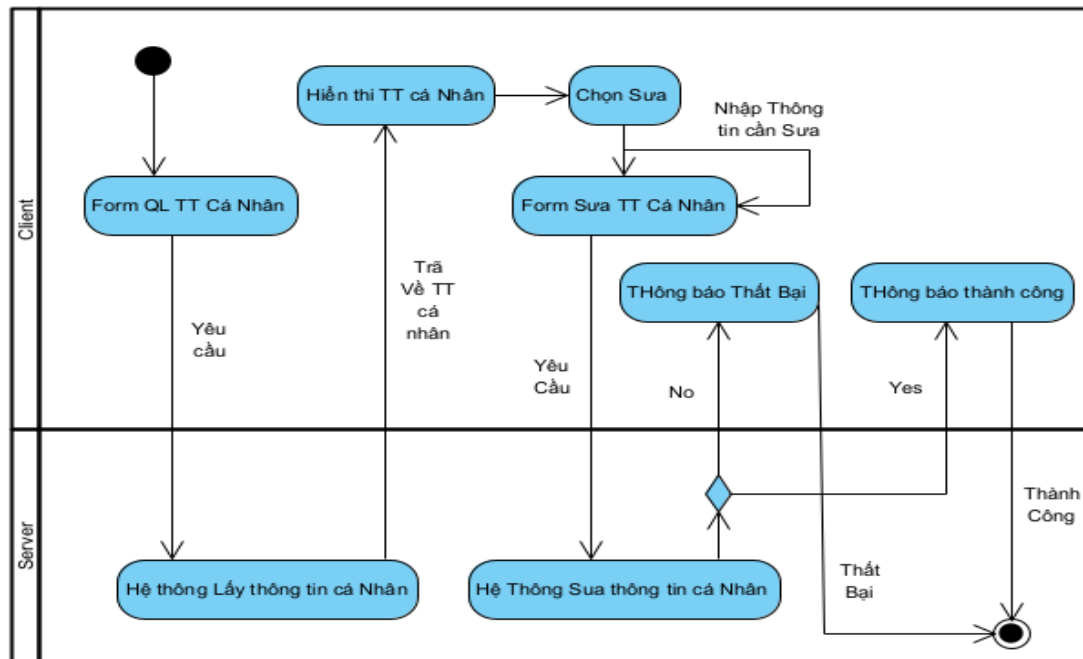 Client
Hiển thi TT cá Nhân
Chọn Sưa
Nhập Thông
tin cần Sưa
Form QL TT Cá Nhân
Form Sưa TT Cá Nhân
Trã
Về TT
cá
nhân
THông báo Thất Bại
THông báo thành công
Yêu
cầu
Yêu
Cầu
No
Yes
Server
Thành
Công
Hệ thông Lấy thông tin cá Nhân
Hệ Thông Sua thông tin cá Nhân
Thất
Bại